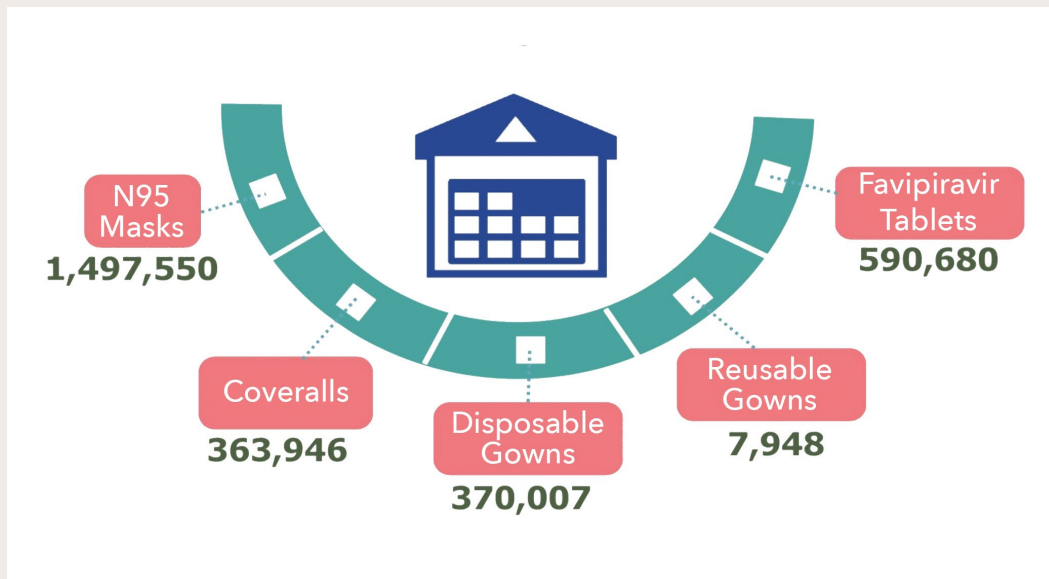 N95
Masks
1,497,550
Coveralls
363,946
Disposable
Gowns
370,007
Reusable
Gowns
7,948
Favipiravir
Tablets
590,680